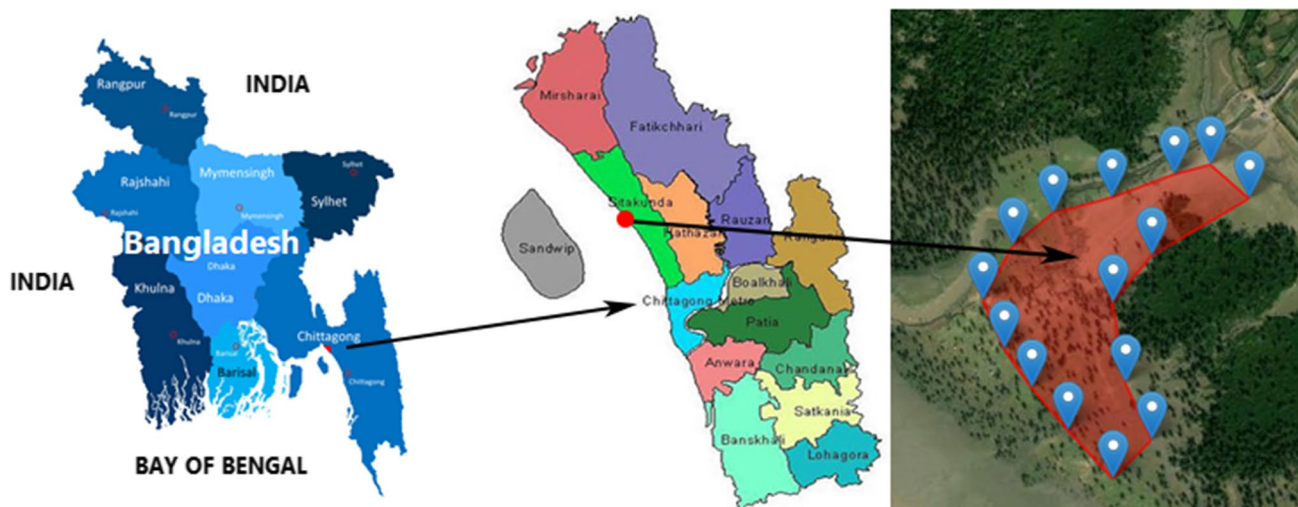 INDIA
Rangpur
Rangpur
Mymensingh
Sylhet
Rajshahi
Sylhet
Rajshahi
Mymensingh
Bangladesh
Dhaka
INDIA
Khulna
Dhaka
Khulna
Barisal
Barisal
Chittagong
Chittagong
BAY OF BENGAL
Mirsharai
Fatikchhari
Sitakunda
Hathazari
Rauzan
Sandwip
Boalkhali
Chittagong Metro
Patia
Anwara
Chandanai
Satkania
Banskhali
Lohagora